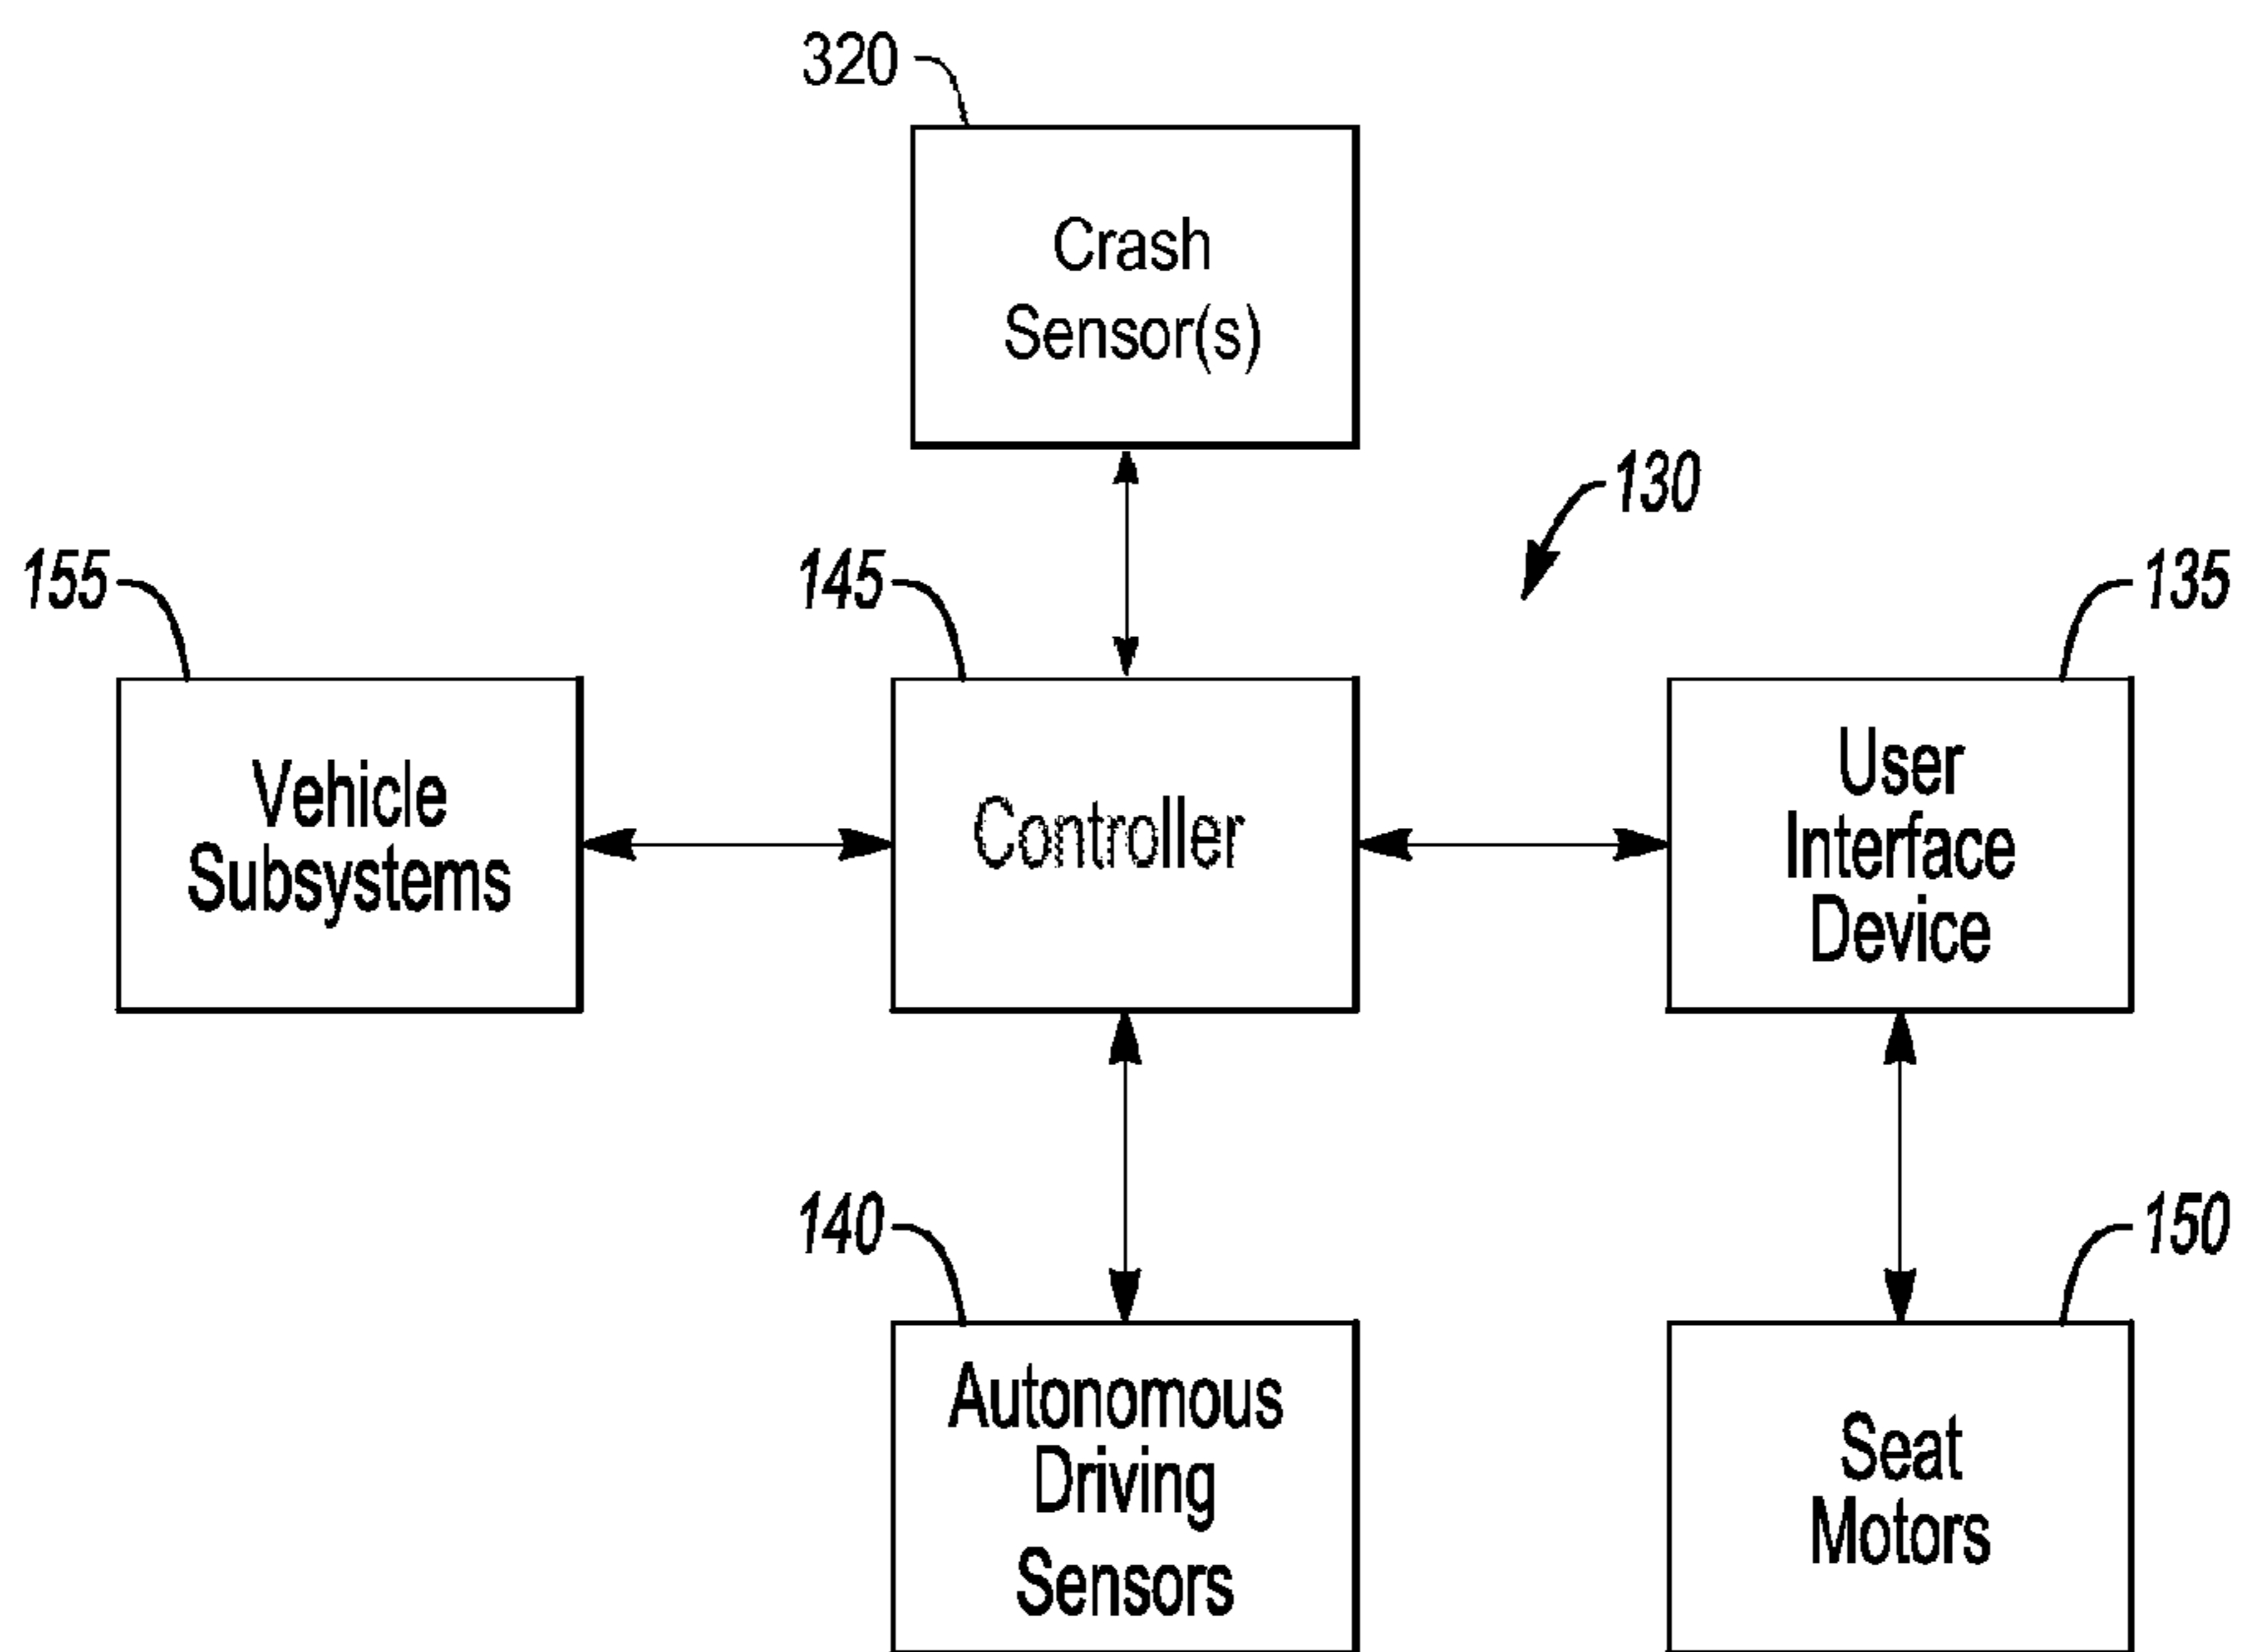 320
Crash
Sensor(s)
130
155
145
135
Vehicle
Subsystems
Controller
User
Interface
Device
140
150
Autonomous
Driving
Sensors
Seat
Motors